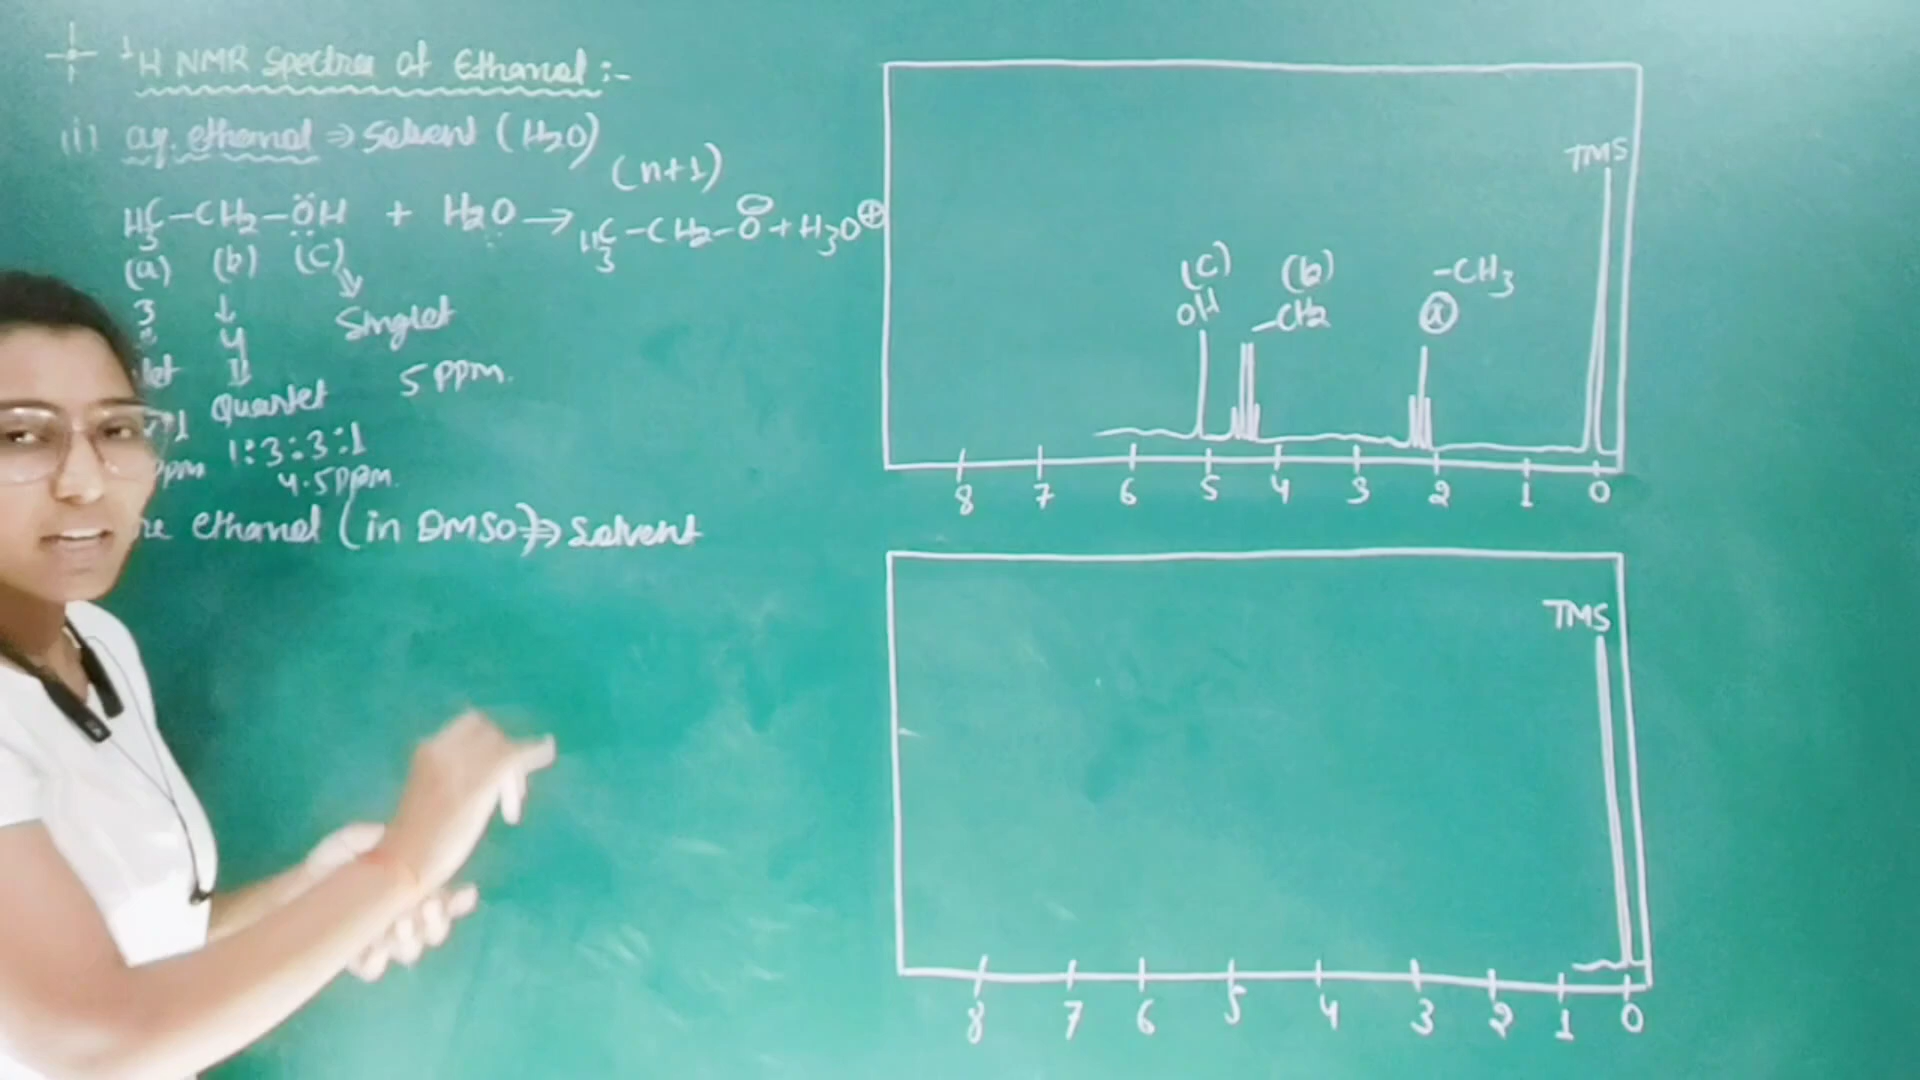 ¹H NMR Spectra of Ethanol :-
(i) aq. ethanol ⇒ Solvent (H₂O)
(n+1)
H₃C-CH₂-ÖH + H₂O → H₃C-CH₂-O⊖ + H₃O⊕
(a) (b) (c)
3 ↓ ↘
4 Singlet
let ⇓
Quartet 5 ppm.
1
1:3:3:1
ppm 4.5 ppm.
ethanol (in DMSO) ⇒ Solvent
TMS
(c) (b) -CH₃
OH -CH₂ ⓐ
8 7 6 5 4 3 2 1 0
TMS
8 7 6 5 4 3 2 1 0